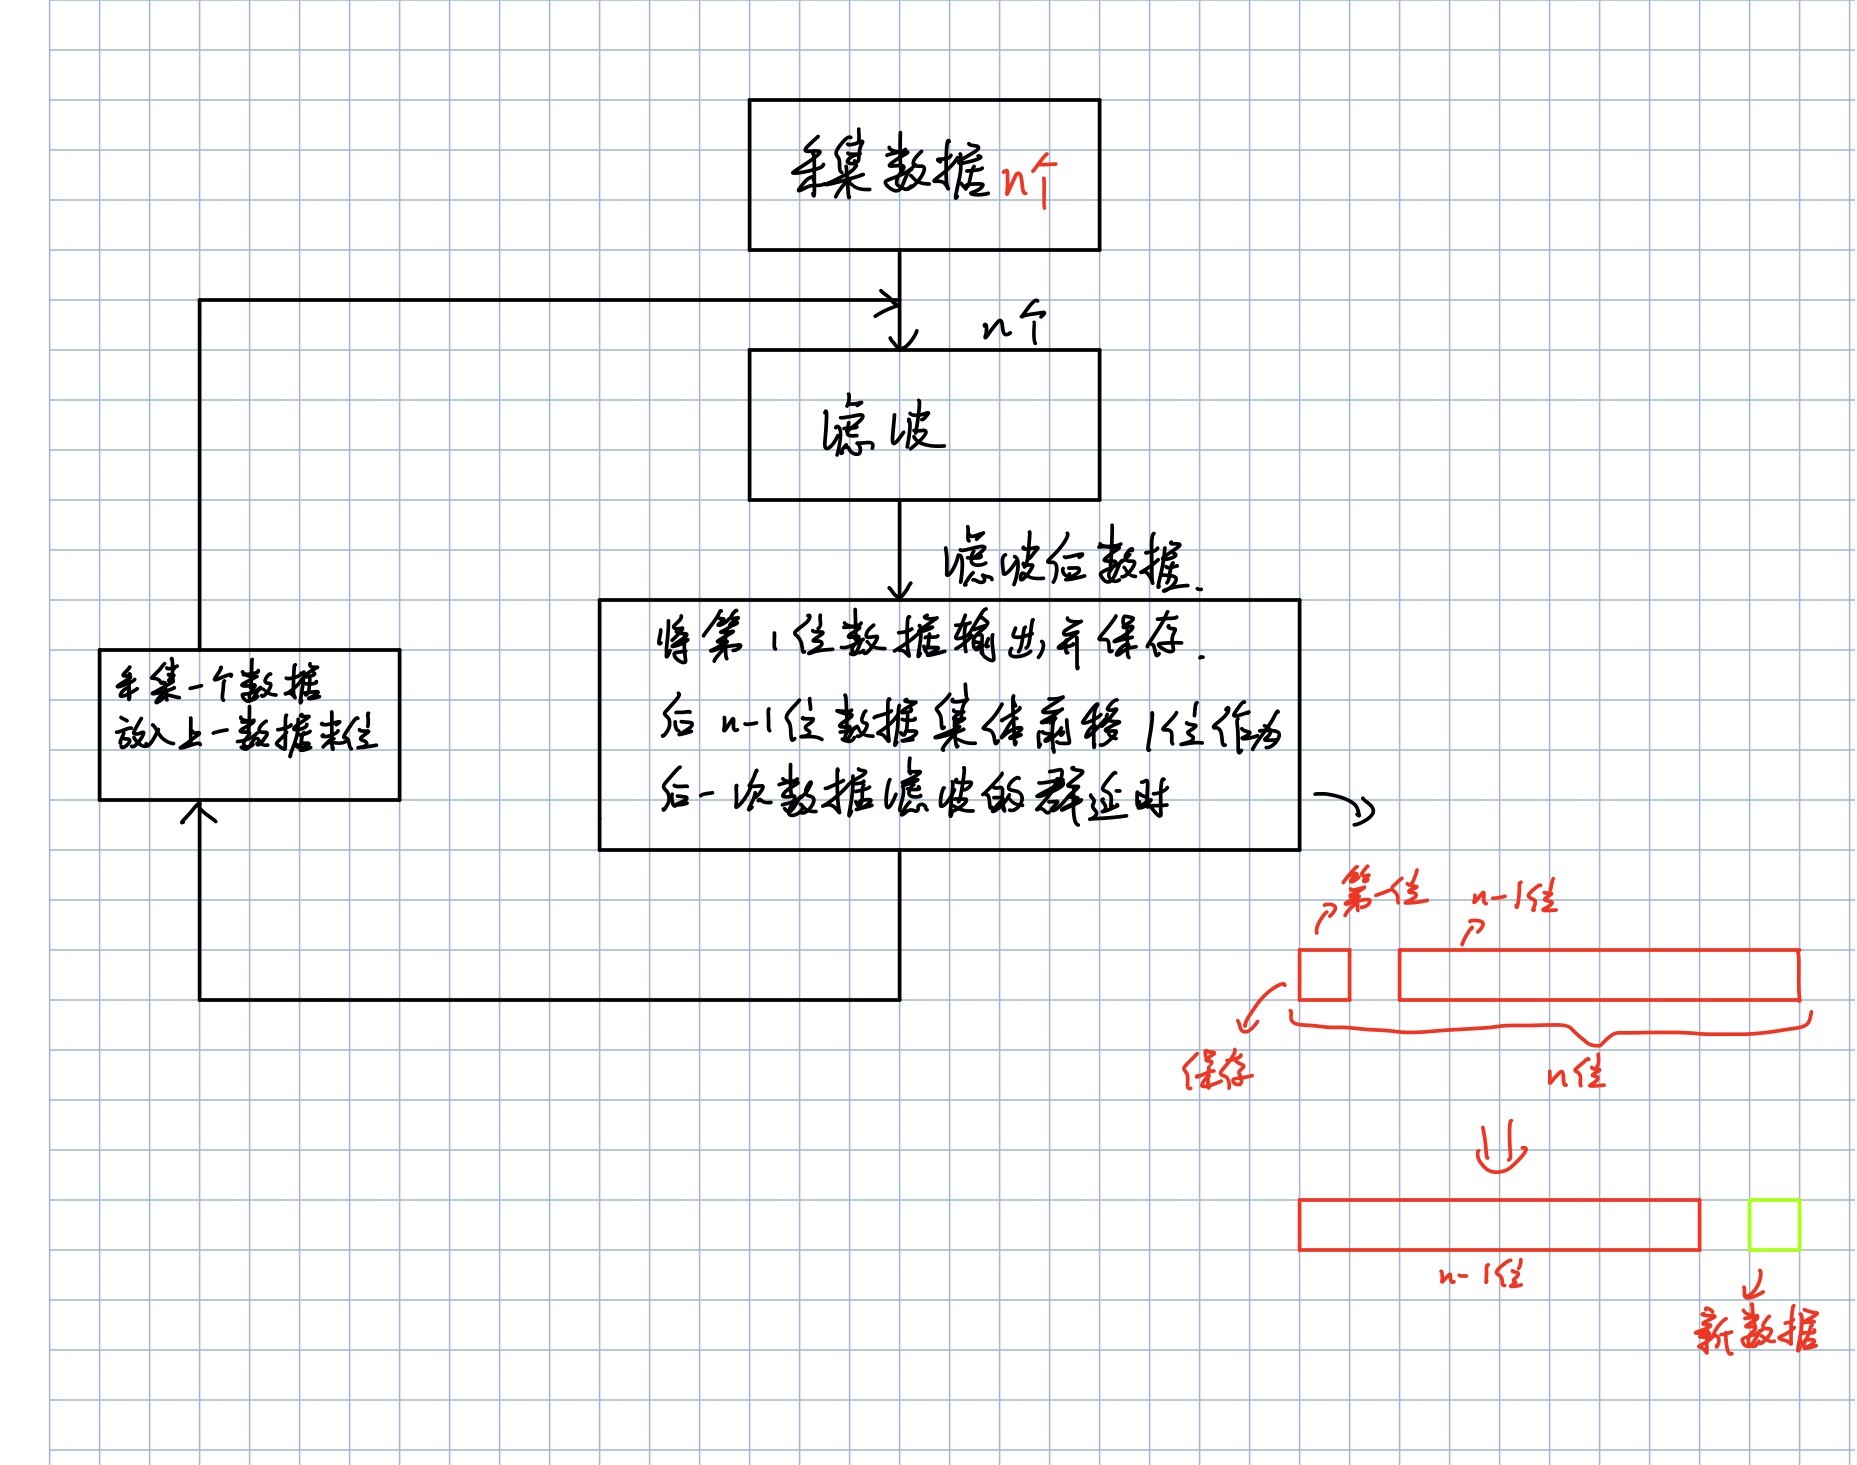 采集数据n个
n个
滤波
滤波后数据.
将第1位数据输出,并保存.
后n-1位数据集体前移1位作为
后一次数据滤波的群延时
采集一个数据
放入上一数据末位
第一位
n-1位
保存
n位
n-1位
新数据